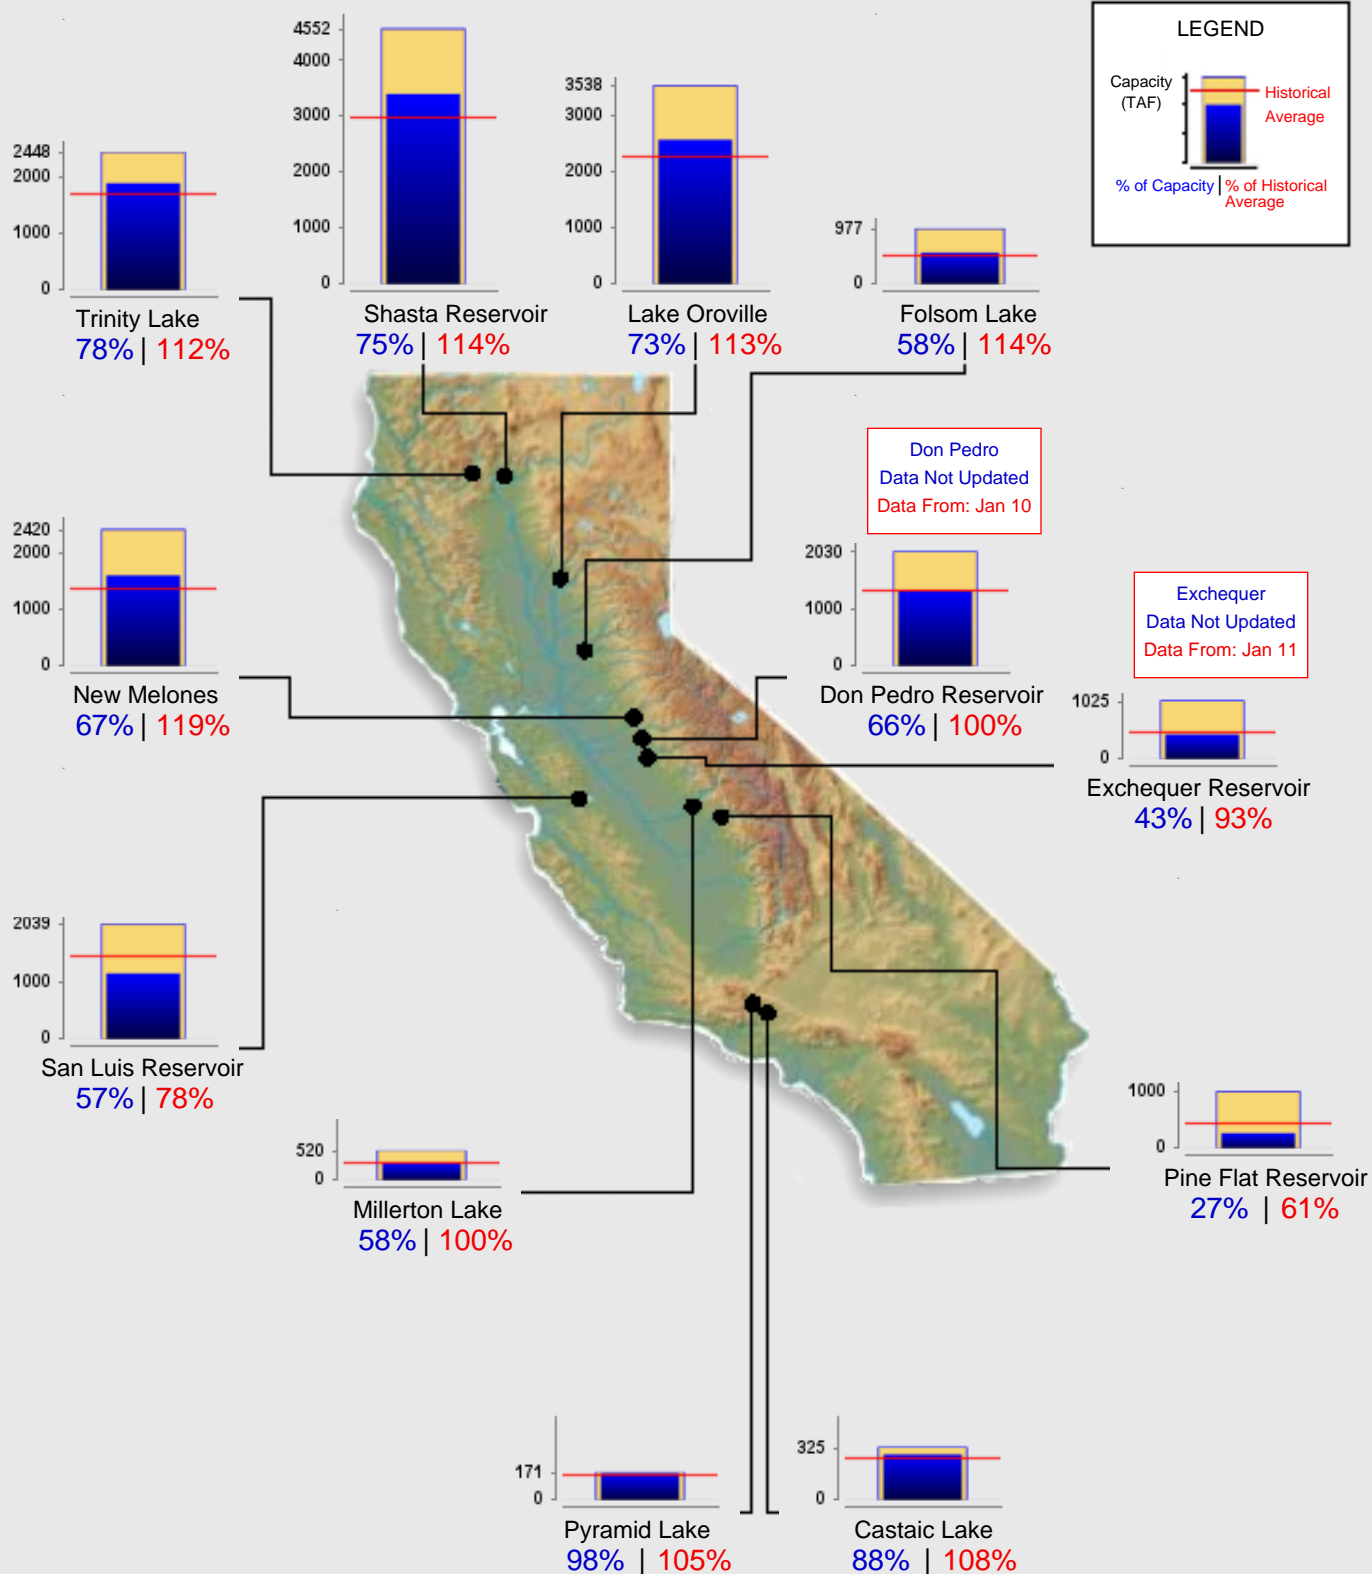 LEGEND
Capacity
(TAF)
Historical
Average
% of Capacity | % of Historical
Average
4552
4000
3000
2000
1000
0
Shasta Reservoir
75% | 114%
3538
3000
2000
1000
0
Lake Oroville
73% | 113%
2448
2000
1000
0
Trinity Lake
78% | 112%
977
0
Folsom Lake
58% | 114%
Don Pedro
Data Not Updated
Data From: Jan 10
2030
1000
0
Don Pedro Reservoir
66% | 100%
2420
2000
1000
0
New Melones
67% | 119%
Exchequer
Data Not Updated
Data From: Jan 11
1025
0
Exchequer Reservoir
43% | 93%
2039
1000
0
San Luis Reservoir
57% | 78%
520
0
Millerton Lake
58% | 100%
1000
0
Pine Flat Reservoir
27% | 61%
171
0
Pyramid Lake
98% | 105%
325
0
Castaic Lake
88% | 108%